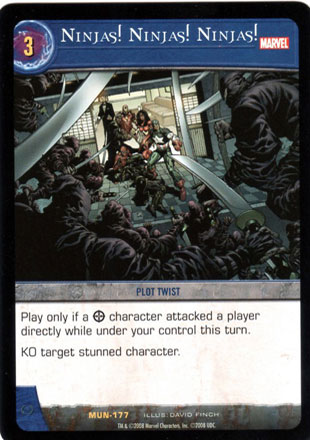 3
NINJAS! NINJAS! NINJAS!
MARVEL
PLOT TWIST
Play only if a character attacked a player
directly while under your control this turn.
KO target stunned character.
MUN-177 ILLUS: DAVID FINCH
TM & ©2008 Marvel Characters, Inc. ©2008 UDC.